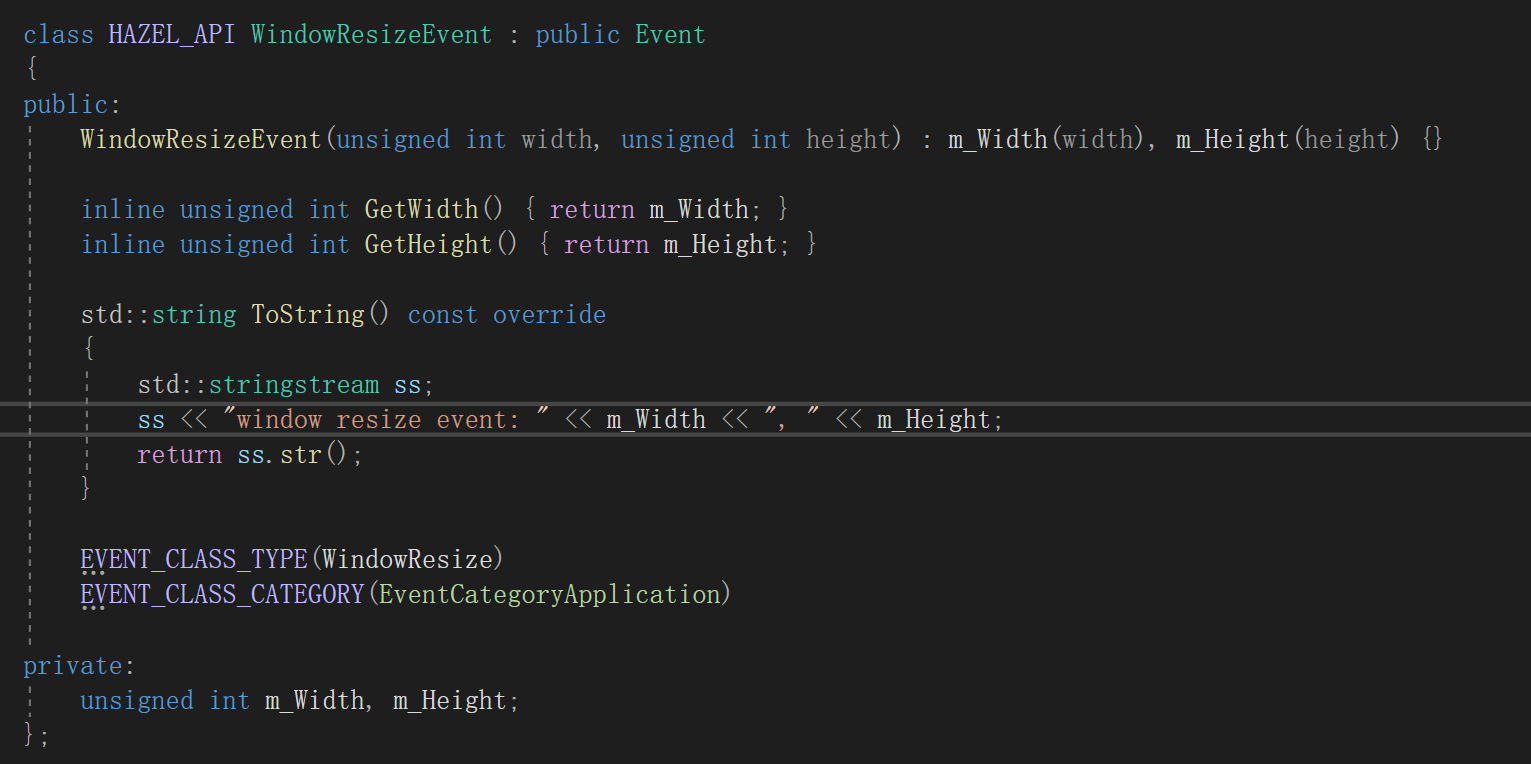 class HAZEL_API WindowResizeEvent : public Event
{
public:
    WindowResizeEvent(unsigned int width, unsigned int height) : m_Width(width), m_Height(height) {}
    inline unsigned int GetWidth() { return m_Width; }
    inline unsigned int GetHeight() { return m_Height; }
    std::string ToString() const override
    {
        std::stringstream ss;
        ss << "window resize event: " << m_Width << ", " << m_Height;
        return ss.str();
    }
    EVENT_CLASS_TYPE(WindowResize)
    EVENT_CLASS_CATEGORY(EventCategoryApplication)
private:
    unsigned int m_Width, m_Height;
};